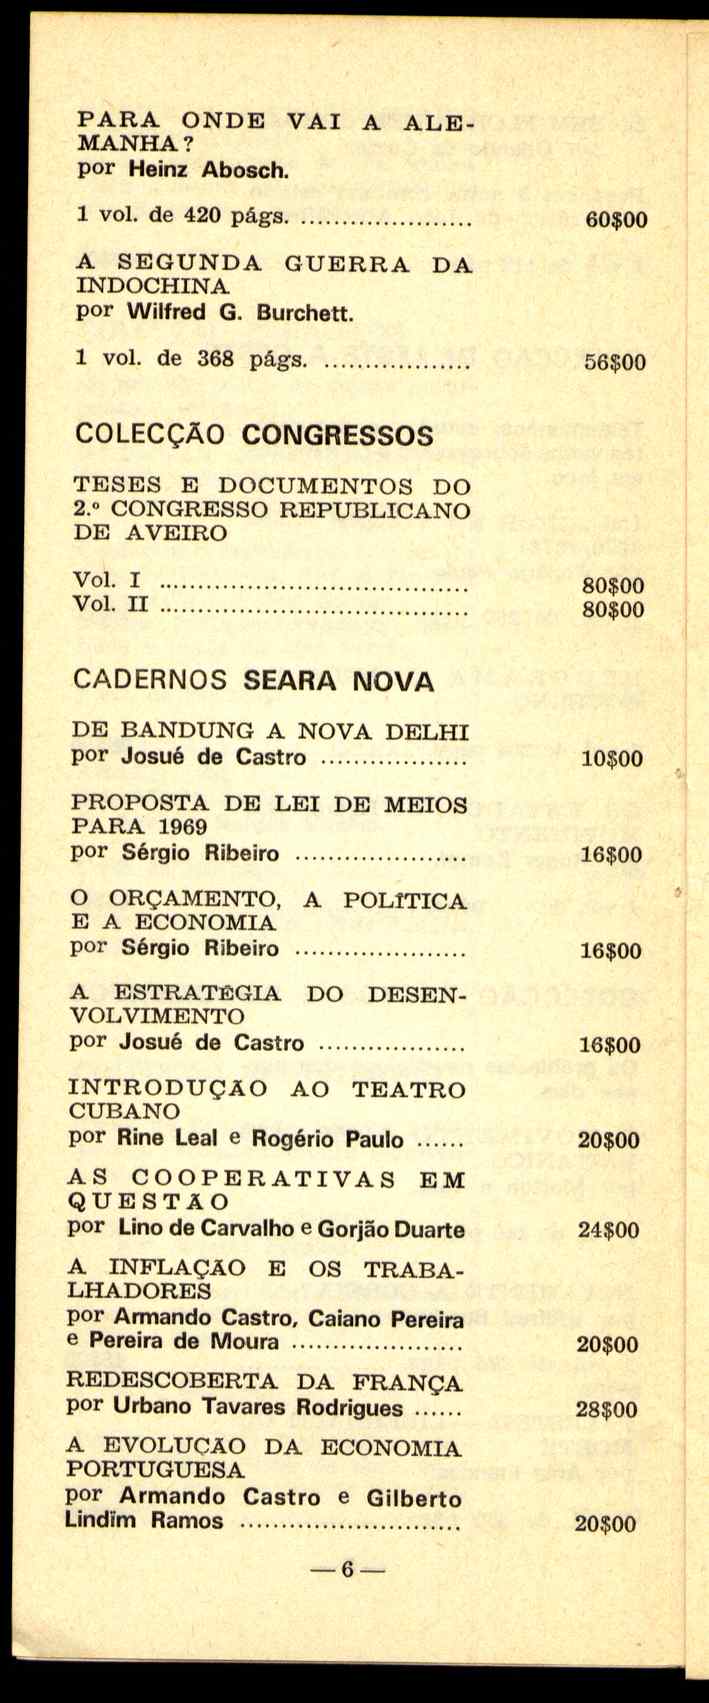 PARA ONDE VAI A ALE-
MANHA?
por Heinz Abosch.
1 vol. de 420 págs. ..................... 60$00
A SEGUNDA GUERRA DA
INDOCHINA
por Wilfred G. Burchett.
1 vol. de 368 págs. .................. 56$00
COLECÇÃO CONGRESSOS
TESES E DOCUMENTOS DO
2.º CONGRESSO REPUBLICANO
DE AVEIRO
Vol. I ..................................... 80$00
Vol. II ..................................... 80$00
CADERNOS SEARA NOVA
DE BANDUNG A NOVA DELHI
por Josué de Castro .................. 10$00
PROPOSTA DE LEI DE MEIOS
PARA 1969
por Sérgio Ribeiro ..................... 16$00
O ORÇAMENTO, A POLÍTICA
E A ECONOMIA
por Sérgio Ribeiro ..................... 16$00
A ESTRATÉGIA DO DESEN-
VOLVIMENTO
por Josué de Castro .................. 16$00
INTRODUÇÃO AO TEATRO
CUBANO
por Rine Leal e Rogério Paulo ...... 20$00
AS COOPERATIVAS EM
QUESTÃO
por Lino de Carvalho e Gorjão Duarte 24$00
A INFLAÇÃO E OS TRABA-
LHADORES
por Armando Castro, Caiano Pereira
e Pereira de Moura ..................... 20$00
REDESCOBERTA DA FRANÇA
por Urbano Tavares Rodrigues ...... 28$00
A EVOLUÇÃO DA ECONOMIA
PORTUGUESA
por Armando Castro e Gilberto
Lindim Ramos ........................... 20$00
— 6 —